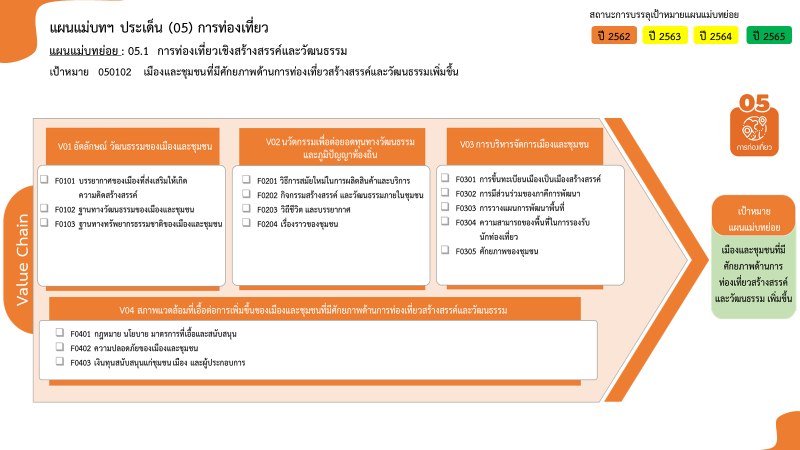 แผนแม่บทฯ ประเด็น (05) การท่องเที่ยว
แผนแม่บทย่อย : 05.1 การท่องเที่ยวเชิงสร้างสรรค์และวัฒนธรรม
เป้าหมาย 050102 เมืองและชุมชนที่มีศักยภาพด้านการท่องเที่ยวสร้างสรรค์และวัฒนธรรมเพิ่มขึ้น
สถานะการบรรลุเป้าหมายแผนแม่บทย่อย
ปี 2562 ปี 2563 ปี 2564 ปี 2565
05
การท่องเที่ยว
Value Chain
V01 อัตลักษณ์ วัฒนธรรมของเมืองและชุมชน
F0101 บรรยากาศของเมืองที่ส่งเสริมให้เกิด
ความคิดสร้างสรรค์
F0102 ฐานทางวัฒนธรรมของเมืองและชุมชน
F0103 ฐานทางทรัพยากรธรรมชาติของเมืองและชุมชน
V02 นวัตกรรมเพื่อต่อยอดทุนทางวัฒนธรรม
และภูมิปัญญาท้องถิ่น
F0201 วิธีการสมัยใหม่ในการผลิตสินค้าและบริการ
F0202 กิจกรรมสร้างสรรค์ และวัฒนธรรมภายในชุมชน
F0203 วิถีชีวิต และบรรยากาศ
F0204 เรื่องราวของชุมชน
V03 การบริหารจัดการเมืองและชุมชน
F0301 การขึ้นทะเบียนเมืองเป็นเมืองสร้างสรรค์
F0302 การมีส่วนร่วมของภาคีการพัฒนา
F0303 การวางแผนการพัฒนาพื้นที่
F0304 ความสามารถของพื้นที่ในการรองรับ
นักท่องเที่ยว
F0305 ศักยภาพของชุมชน
V04 สภาพแวดล้อมที่เอื้อต่อการเพิ่มขึ้นของเมืองและชุมชนที่มีศักยภาพด้านการท่องเที่ยวสร้างสรรค์และวัฒนธรรม
F0401 กฎหมาย นโยบาย มาตรการที่เอื้อและสนับสนุน
F0402 ความปลอดภัยของเมืองและชุมชน
F0403 เงินทุนสนับสนุนแก่ชุมชน เมือง และผู้ประกอบการ
เป้าหมาย
แผนแม่บทย่อย
เมืองและชุมชนที่มี
ศักยภาพด้านการ
ท่องเที่ยวสร้างสรรค์
และวัฒนธรรม เพิ่มขึ้น